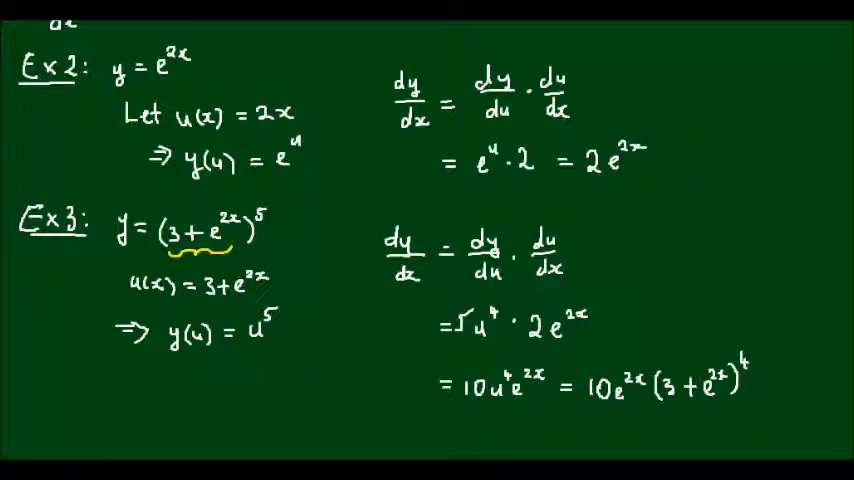 dx
Ex 2: y = e^{2x}
Let u(x) = 2x
⇒ y(u) = e^u
dy/dx = dy/du · du/dx
= e^u · 2 = 2e^{2x}
Ex 3: y = (3 + e^{2x})^5
u(x) = 3 + e^{2x}
⇒ y(u) = u^5
dy/dx = dy/du · du/dx
= 5u^4 · 2e^{2x}
= 10u^4e^{2x} = 10e^{2x}(3 + e^{2x})^4